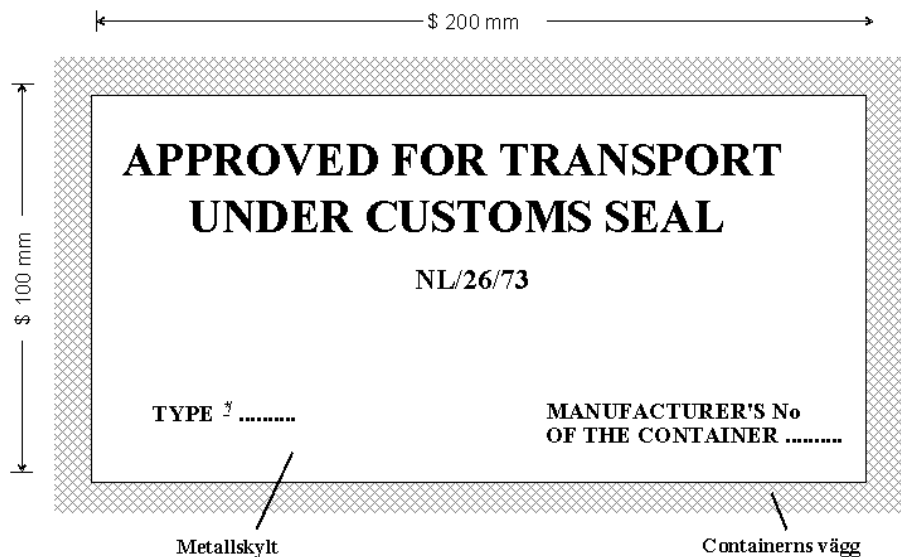 $ 200 mm
$ 100 mm
APPROVED FOR TRANSPORT
UNDER CUSTOMS SEAL
NL/26/73
TYPE */ ..........
MANUFACTURER'S No
OF THE CONTAINER ..........
Metallskylt
Containerns vägg